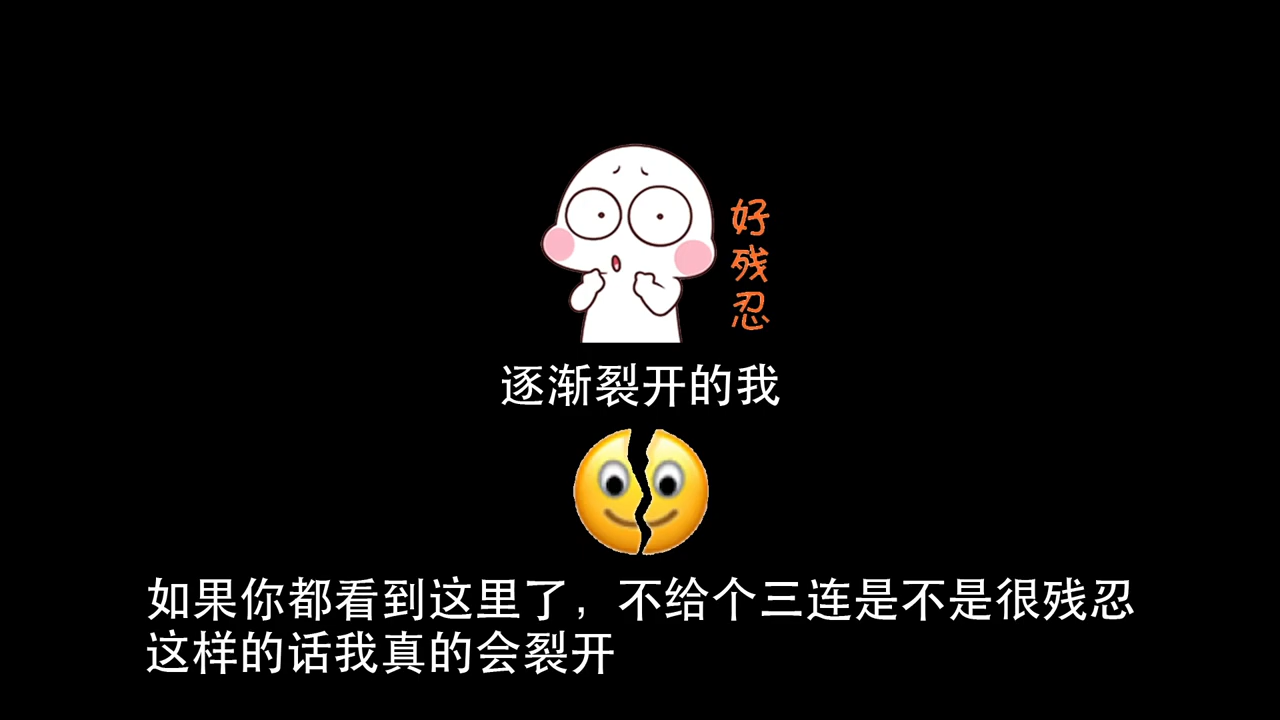 好残忍
逐渐裂开的我
如果你都看到这里了，不给个三连是不是很残忍
这样的话我真的会裂开